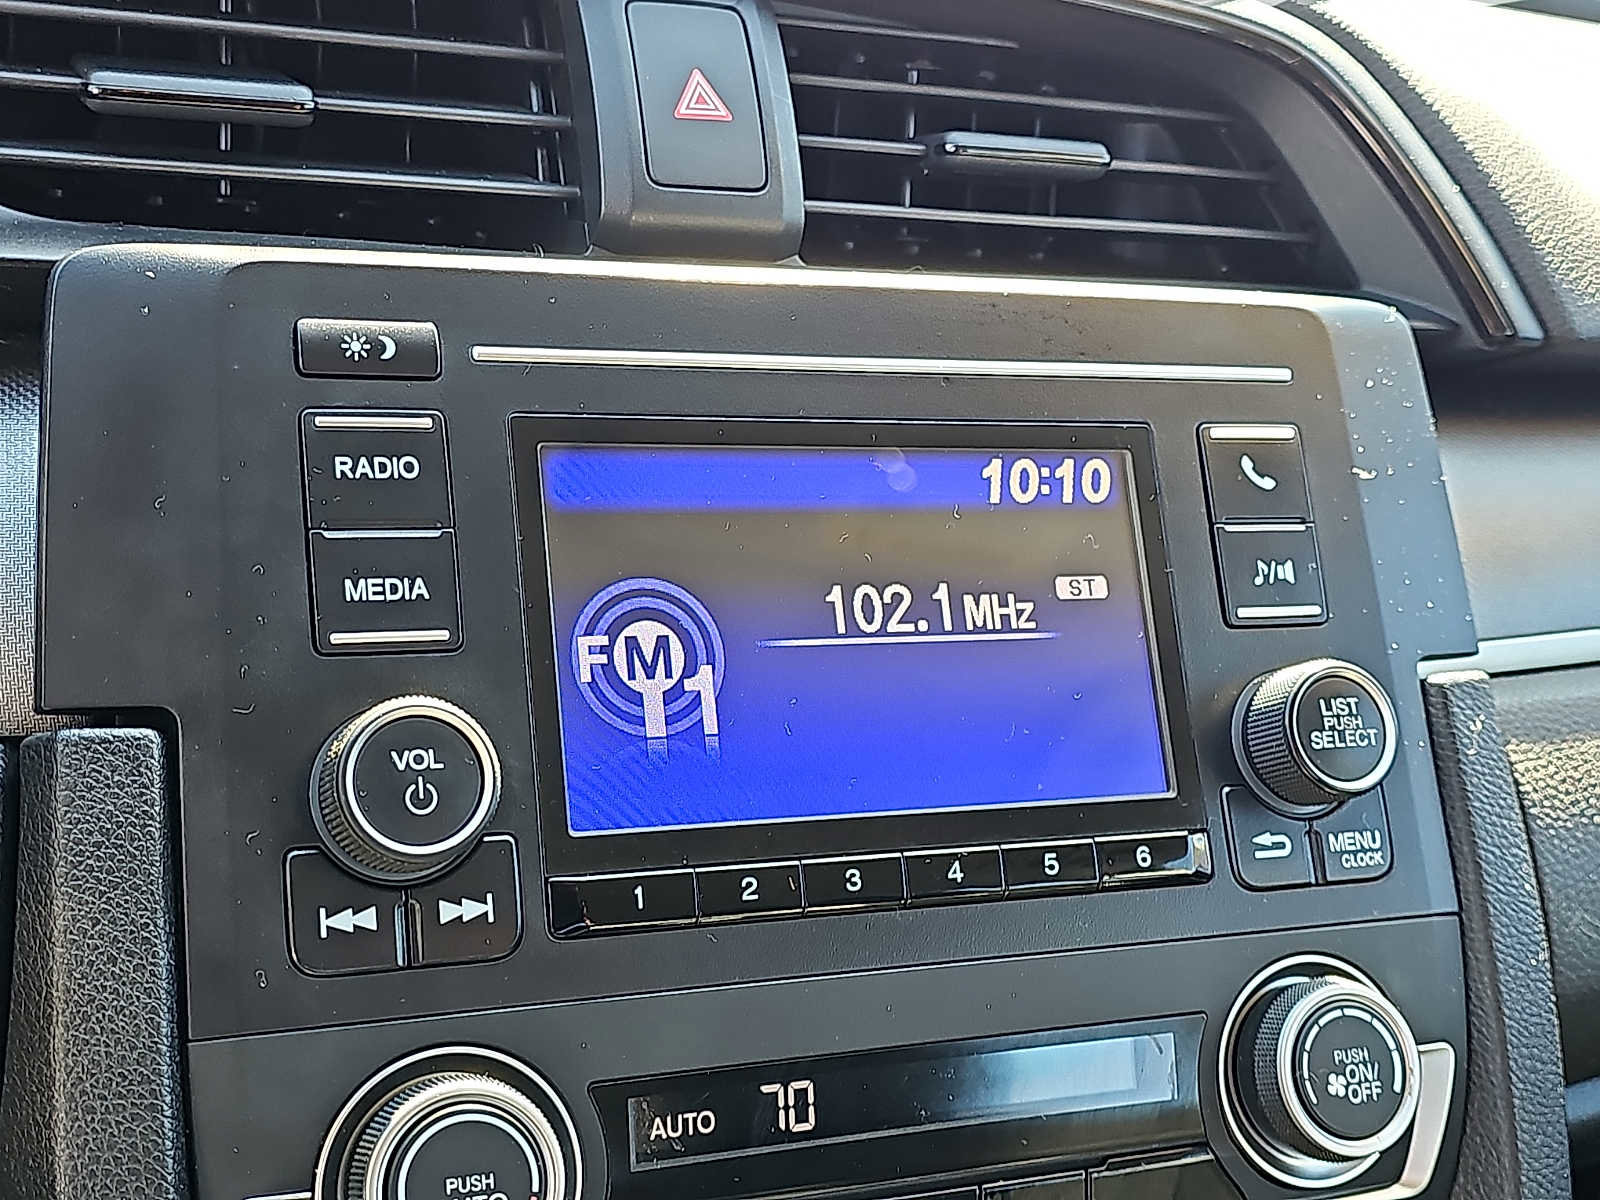 RADIO
MEDIA
VOL
10:10
102.1 MHz
ST
FM
1
LIST
PUSH
SELECT
MENU
CLOCK
1 2 3 4 5 6
AUTO 70
PUSH
ON/
OFF
PUSH
AUTO